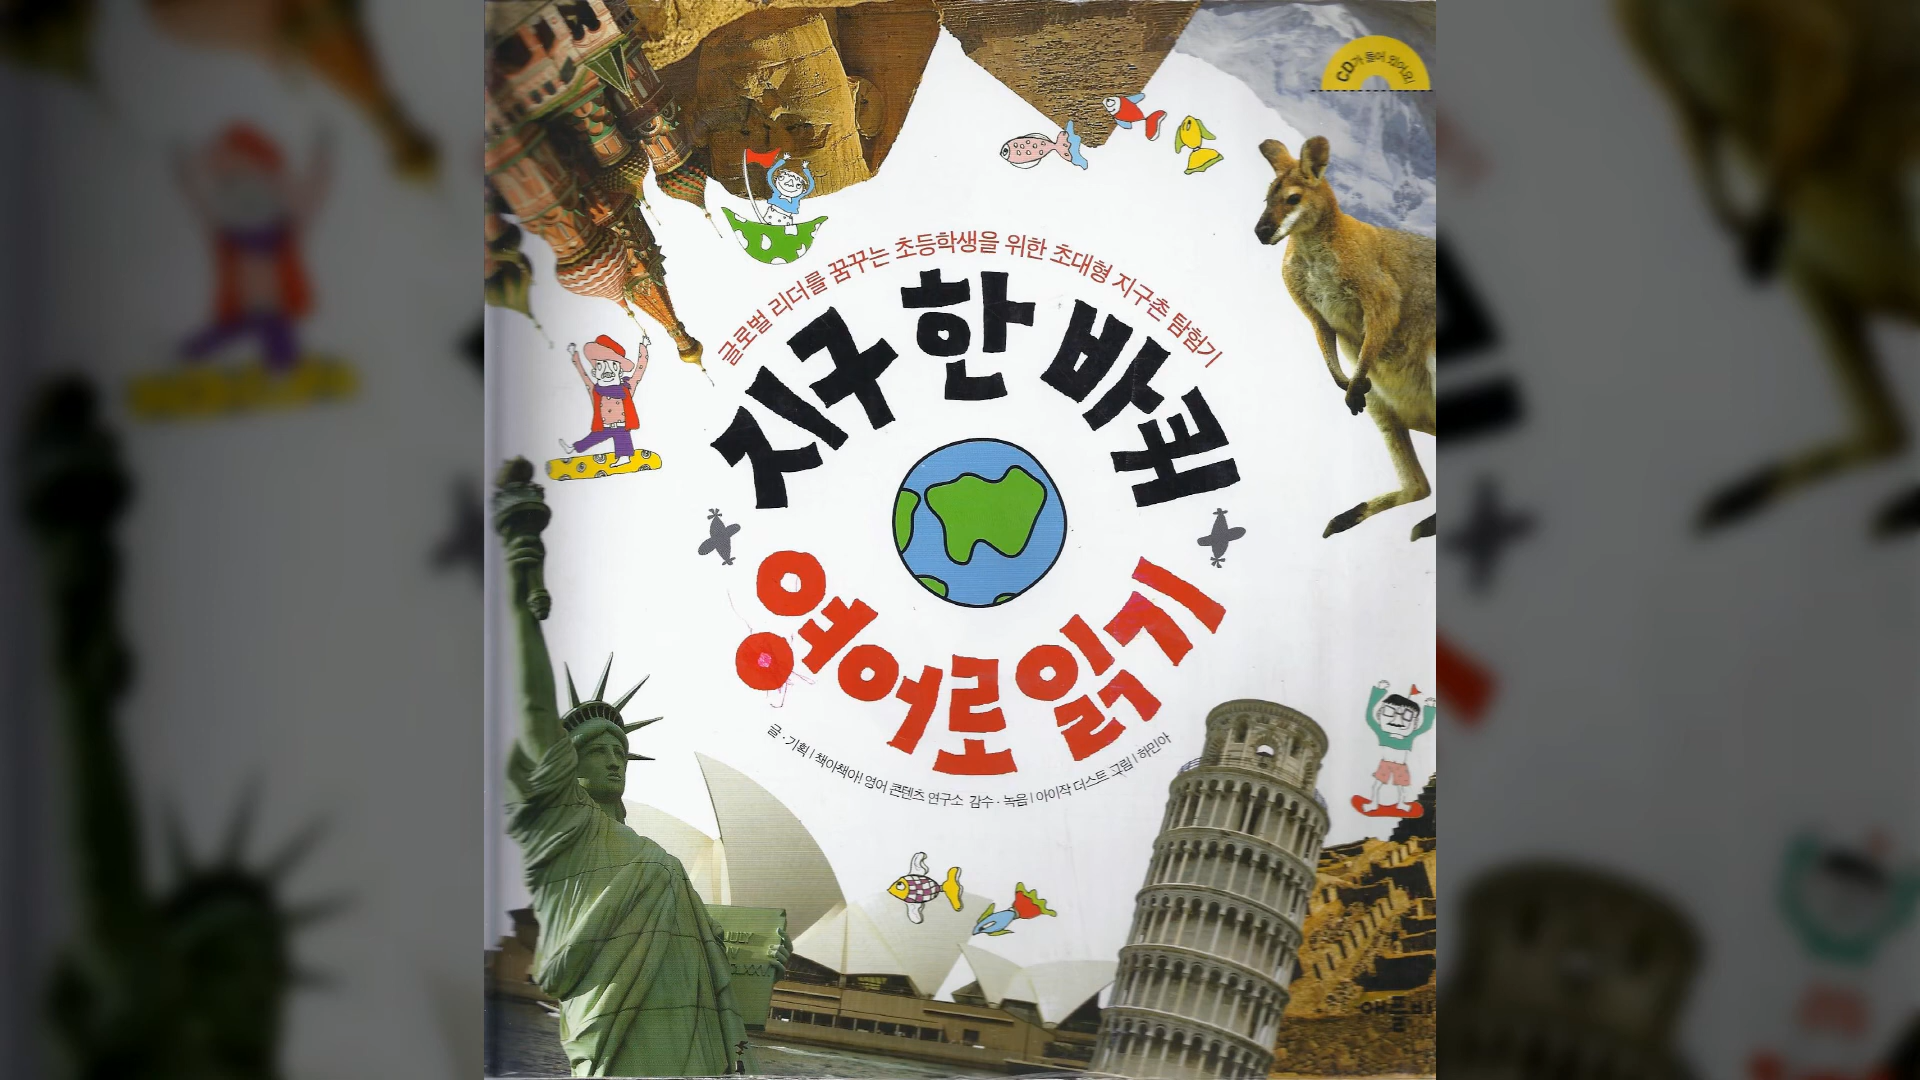 CD가 들어 있어요!
글로벌 리더를 꿈꾸는 초등학생을 위한 초대형 지구촌 탐험기
지구 한 바퀴
영어로 읽기
글·기획 | 책아책아! 영어 콘텐츠 연구소 감수·녹음 | 아이작 더스트 그림 | 허민아
JULY